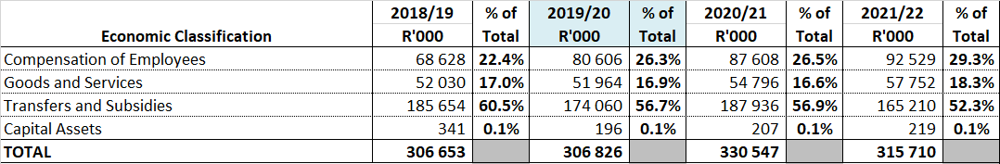 2018/19 % of 2019/20 % of 2020/21 % of 2021/22 % of
Economic Classification R'000 Total R'000 Total R'000 Total R'000 Total
Compensation of Employees 68 628 22.4% 80 606 26.3% 87 608 26.5% 92 529 29.3%
Goods and Services 52 030 17.0% 51 964 16.9% 54 796 16.6% 57 752 18.3%
Transfers and Subsidies 185 654 60.5% 174 060 56.7% 187 936 56.9% 165 210 52.3%
Capital Assets 341 0.1% 196 0.1% 207 0.1% 219 0.1%
TOTAL 306 653 306 826 330 547 315 710